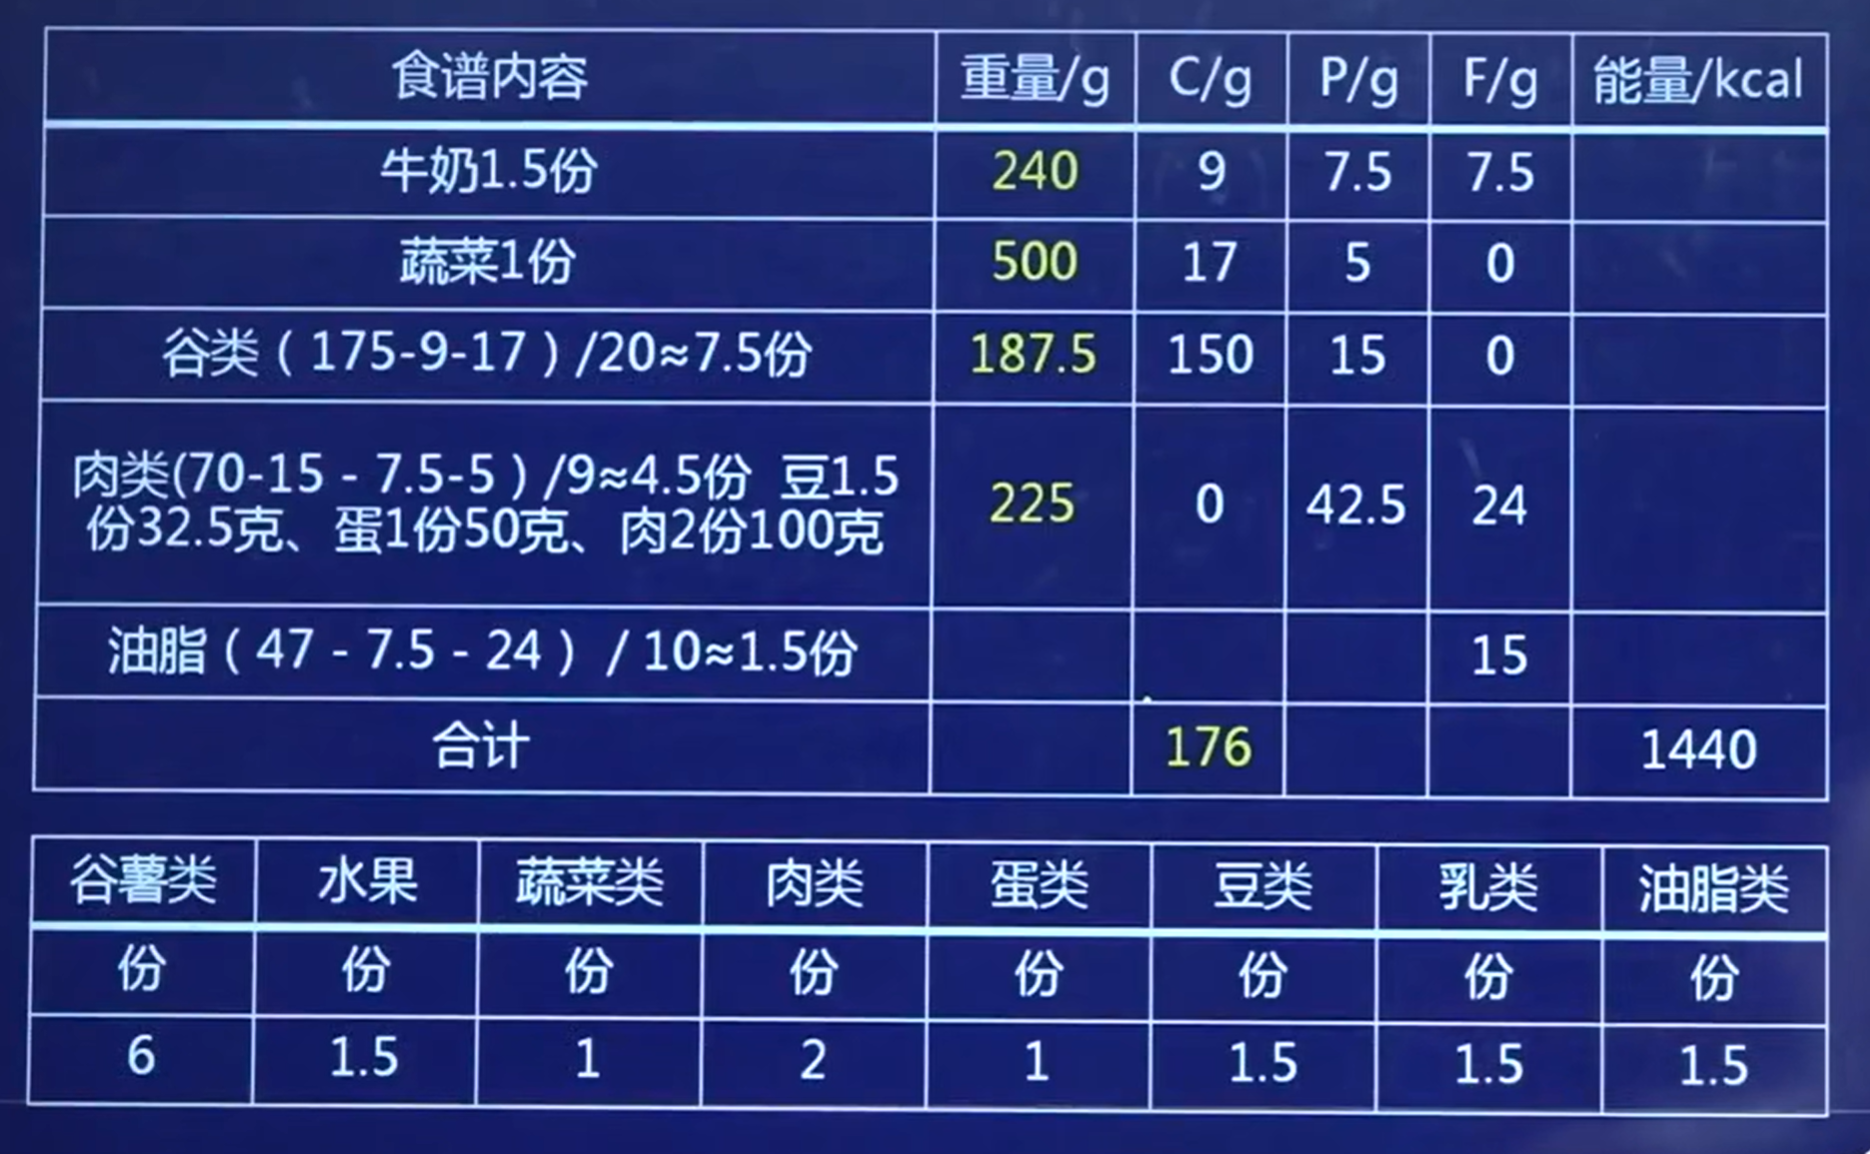 食谱内容 重量/g C/g P/g F/g 能量/kcal
牛奶1.5份 240 9 7.5 7.5
蔬菜1份 500 17 5 0
谷类（175-9-17）/20≈7.5份 187.5 150 15 0
肉类(70-15 - 7.5-5）/9≈4.5份 豆1.5
份32.5克、蛋1份50克、肉2份100克 225 0 42.5 24
油脂（47 - 7.5 - 24） / 10≈1.5份 15
合计 176 1440
谷薯类 水果 蔬菜类 肉类 蛋类 豆类 乳类 油脂类
份 份 份 份 份 份 份 份
6 1.5 1 2 1 1.5 1.5 1.5